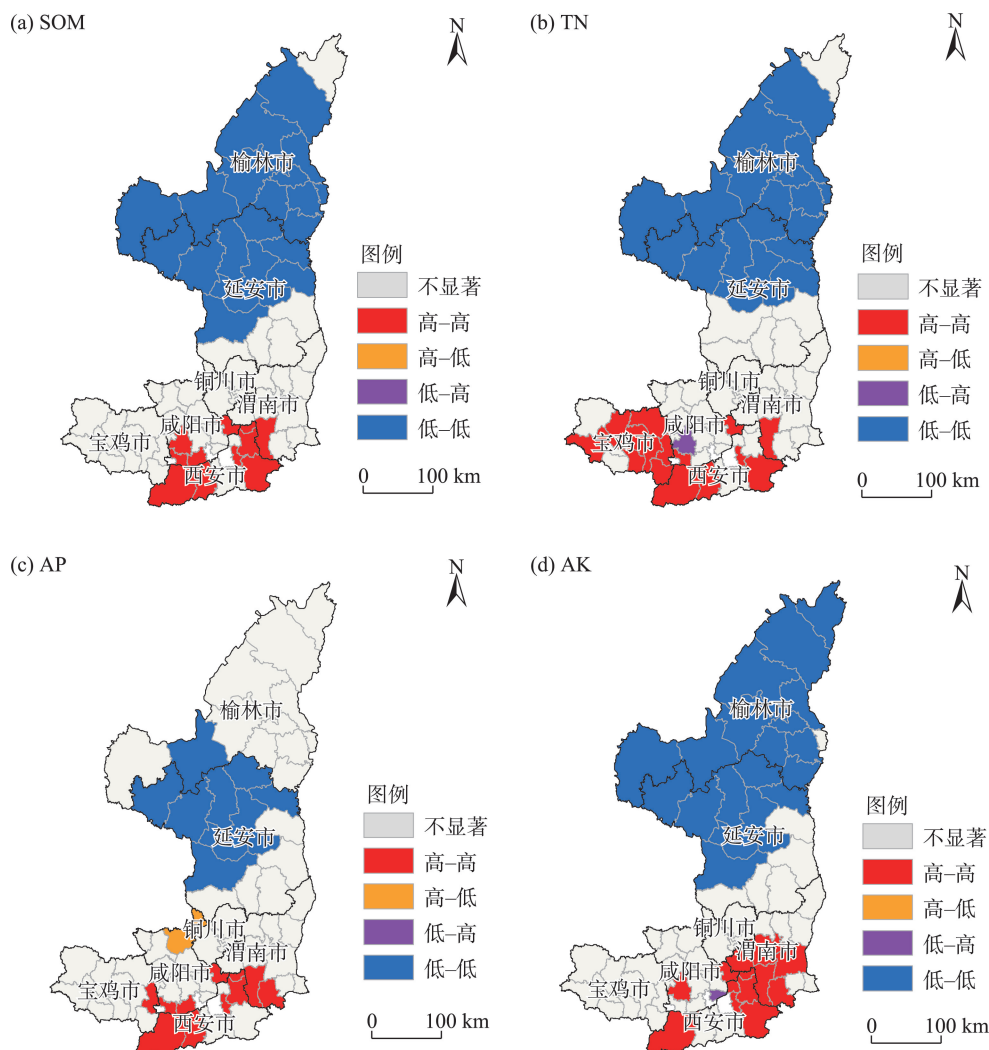 (a) SOM
N
榆林市
延安市
铜川市
渭南市
咸阳市
宝鸡市
西安市
图例
不显著
高–高
高–低
低–高
低–低
0 100 km
(b) TN
N
榆林市
延安市
铜川市
渭南市
咸阳市
宝鸡市
西安市
图例
不显著
高–高
高–低
低–高
低–低
0 100 km
(c) AP
N
榆林市
延安市
铜川市
渭南市
咸阳市
宝鸡市
西安市
图例
不显著
高–高
高–低
低–高
低–低
0 100 km
(d) AK
N
榆林市
延安市
铜川市
渭南市
咸阳市
宝鸡市
西安市
图例
不显著
高–高
高–低
低–高
低–低
0 100 km